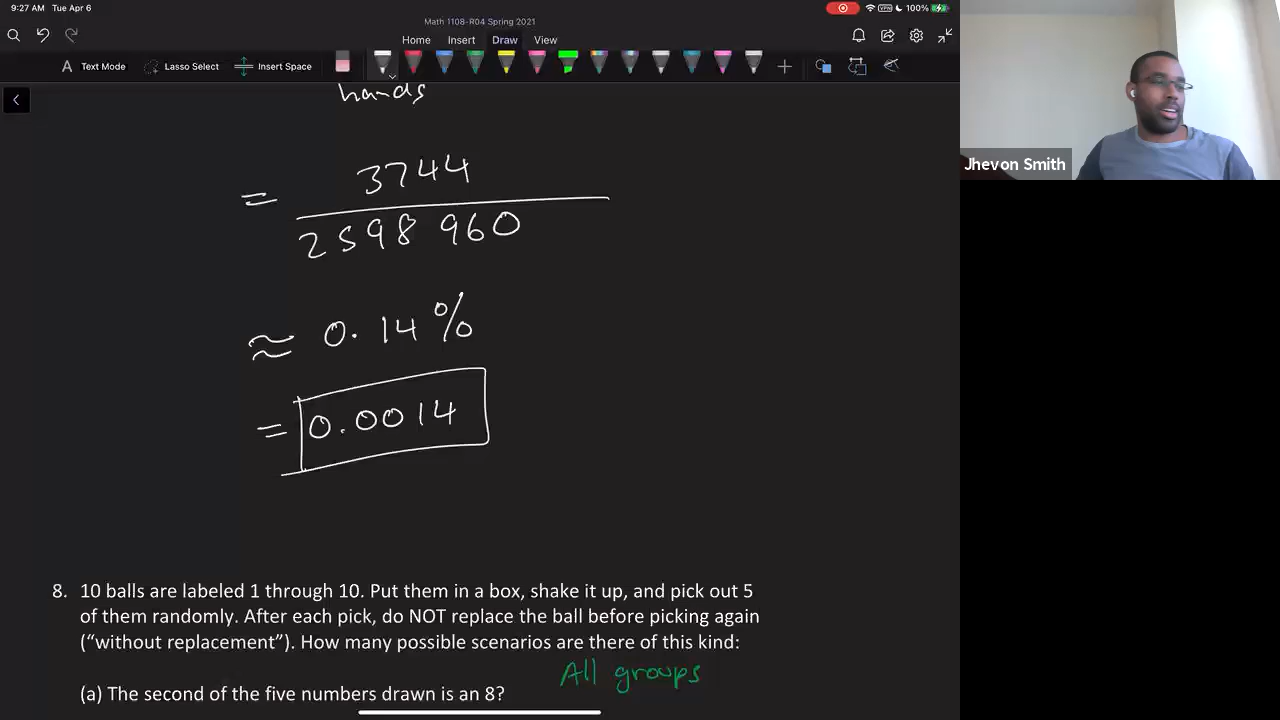 9:27 AM Tue Apr 6
VPN 100%
Math 1108-R04 Spring 2021
Home Insert Draw View
A Text Mode Lasso Select Insert Space
hands
= 3744
2598 960
≈ 0.14%
= 0.0014
Jhevon Smith
8. 10 balls are labeled 1 through 10. Put them in a box, shake it up, and pick out 5
of them randomly. After each pick, do NOT replace the ball before picking again
(“without replacement”). How many possible scenarios are there of this kind:
All groups
(a) The second of the five numbers drawn is an 8?